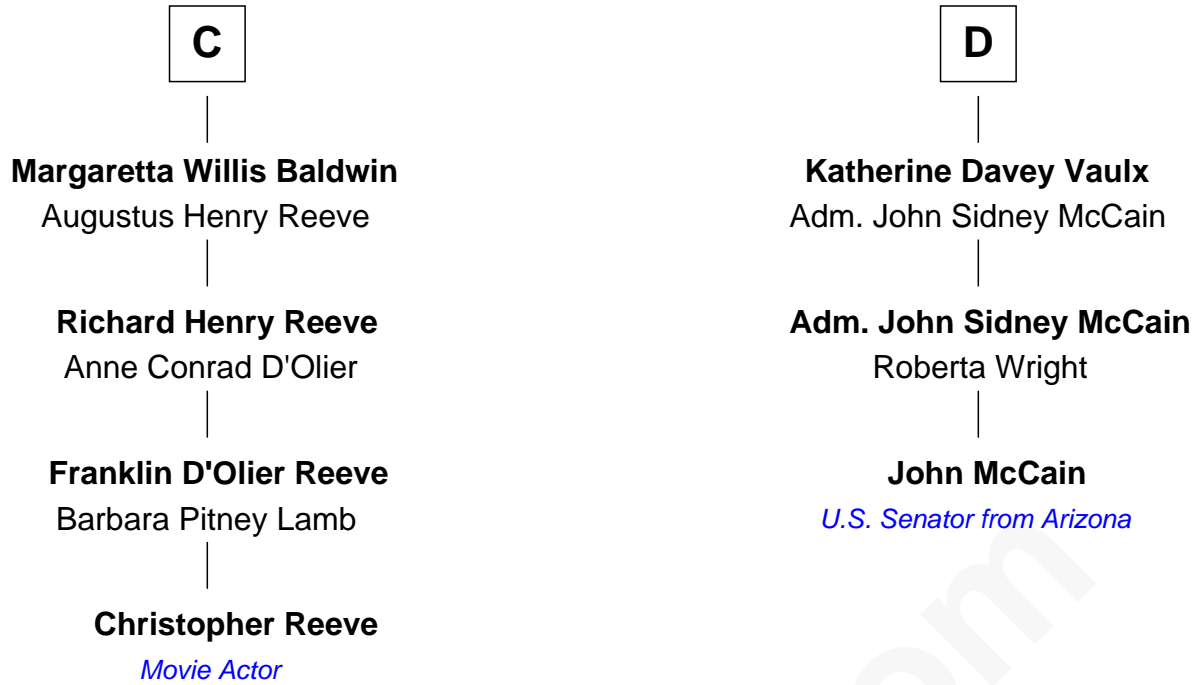 C
Margaretta Willis Baldwin
Augustus Henry Reeve
Richard Henry Reeve
Anne Conrad D'Olier
Franklin D'Olier Reeve
Barbara Pitney Lamb
Christopher Reeve
Movie Actor
D
Katherine Davey Vaulx
Adm. John Sidney McCain
Adm. John Sidney McCain
Roberta Wright
John McCain
U.S. Senator from Arizona
om